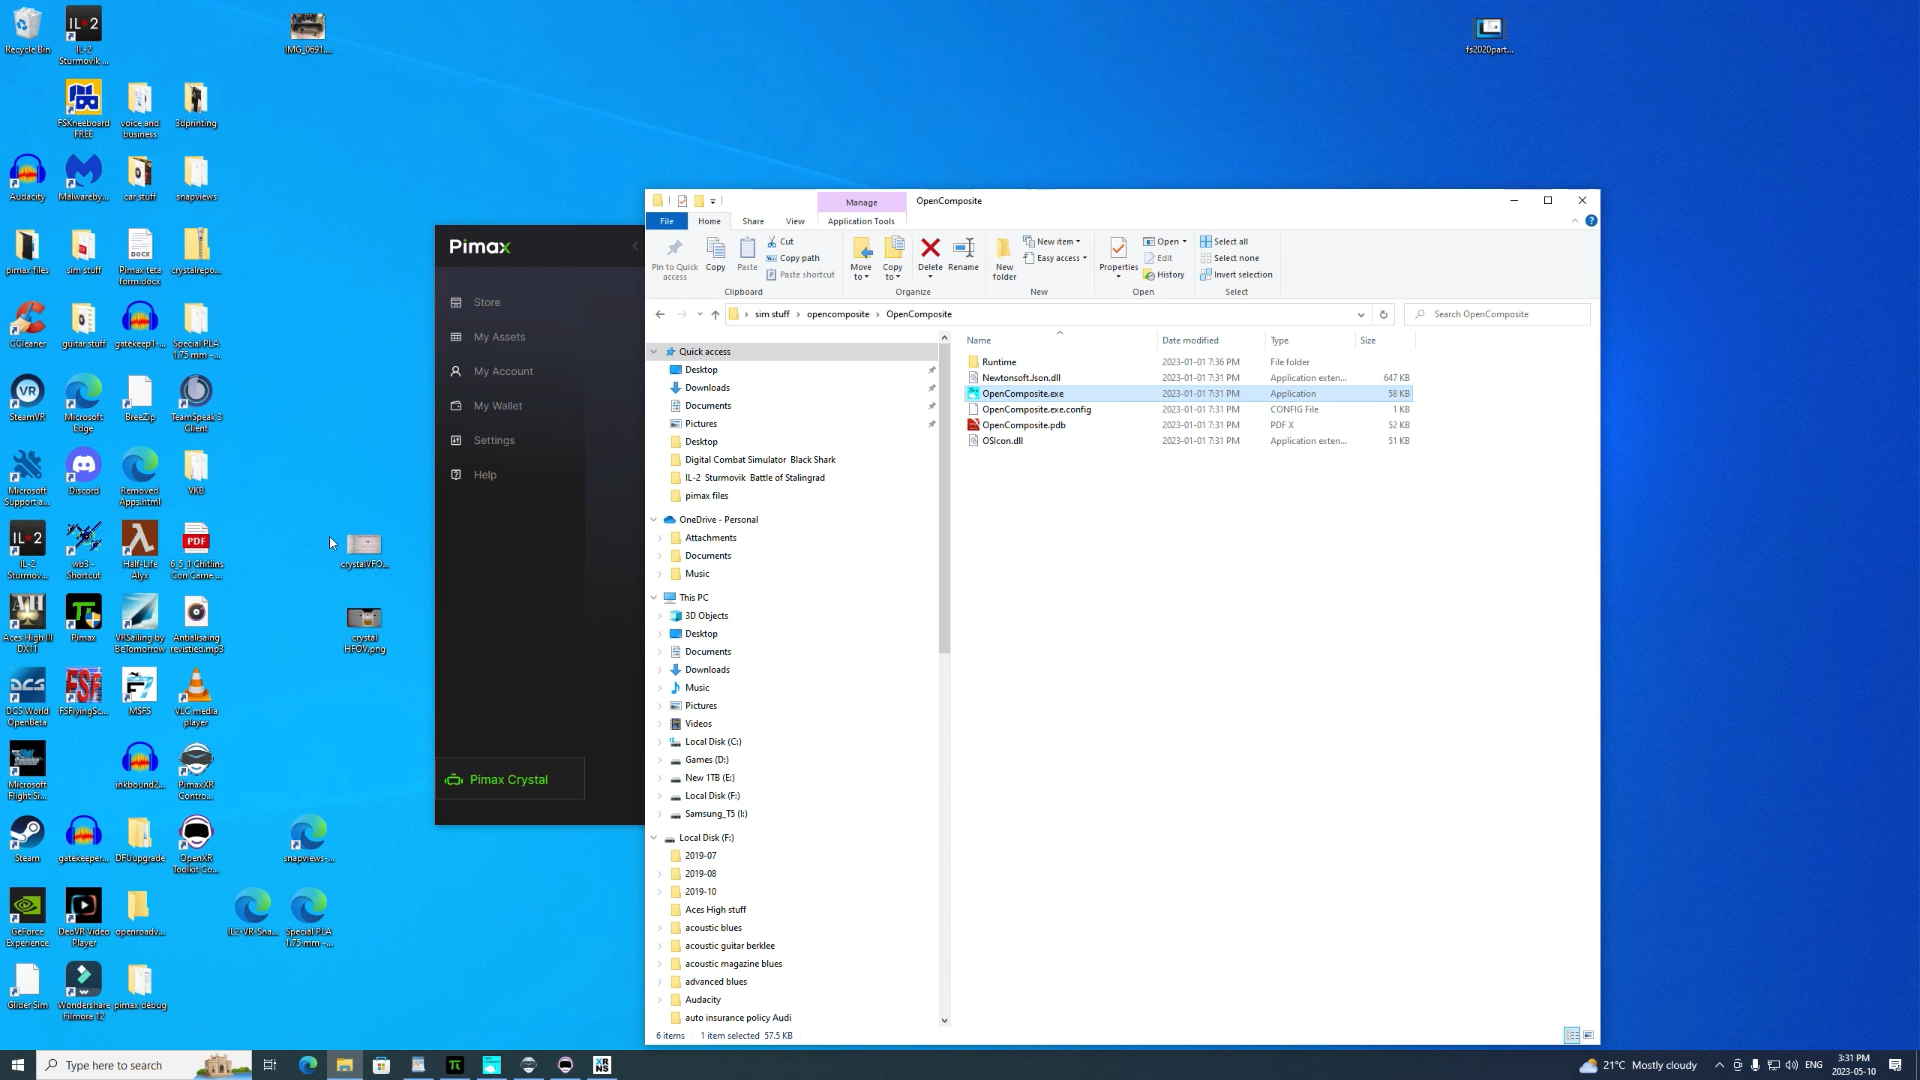 Recycle Bin
IL-2
Sturmovik ...
IMG_0691....
fs2020part...
FSKneeboard
FREE
voice and
business
3dprinting
Audacity
Malwareby...
car stuff
snapviews
pimax files
sim stuff
Pimax teta
form.docx
crystalrepo...
CCleaner
guitar stuff
gatekeep1-...
Special PLA
1.75 mm –...
SteamVR
Microsoft
Edge
BreeZip
TeamSpeak 3
Client
Microsoft
Support a...
Discord
Removed
Apps.html
VKB
IL-2
Sturmov...
wb3 -
Shortcut
Half-Life
Alyx
6_5_1 Chitlins
Con Carne ...
crystalVFO...
Aces High III
DX11
Pimax
VRSailing by
BeTomorrow
Antialisaing
revistied.mp3
crystal
HFOV.png
DCS World
OpenBeta
FSFlyingSc...
MSFS
VLC media
player
Microsoft
Flight Si...
inkbound2...
PimaxXR
Contro...
Steam
gatekeeper...
DFUupgrade
OpenXR
Toolkit Co...
snapviews-...
GeForce
Experience
DeoVR Video
Player
openroadv...
IL2-VR-Sna...
Special PLA
1.75 mm –...
Glider Sim
Wondershare
Filmora 12
pimax debug
Pimax
Store
My Assets
My Account
My Wallet
Settings
Help
Pimax Crystal
Manage
OpenComposite
File
Home
Share
View
Application Tools
Pin to Quick
access
Copy
Paste
Cut
Copy path
Paste shortcut
Clipboard
Move
to
Copy
to
Delete
Rename
Organize
New
folder
New item
Easy access
New
Properties
Open
Edit
History
Open
Select all
Select none
Invert selection
Select
sim stuff › opencomposite › OpenComposite
Search OpenComposite
Name
Date modified
Type
Size
Runtime 2023-01-01 7:36 PM File folder
Newtonsoft.Json.dll 2023-01-01 7:31 PM Application exten... 647 KB
OpenComposite.exe 2023-01-01 7:31 PM Application 58 KB
OpenComposite.exe.config 2023-01-01 7:31 PM CONFIG File 1 KB
OpenComposite.pdb 2023-01-01 7:31 PM PDF X 52 KB
OSIcon.dll 2023-01-01 7:31 PM Application exten... 51 KB
Quick access
Desktop
Downloads
Documents
Pictures
Desktop
Digital Combat Simulator Black Shark
IL-2 Sturmovik Battle of Stalingrad
pimax files
OneDrive - Personal
Attachments
Documents
Music
This PC
3D Objects
Desktop
Documents
Downloads
Music
Pictures
Videos
Local Disk (C:)
Games (D:)
New 1TB (E:)
Local Disk (F:)
Samsung_T5 (I:)
Local Disk (F:)
2019-07
2019-08
2019-10
Aces High stuff
acoustic blues
acoustic guitar berklee
acoustic magazine blues
advanced blues
Audacity
auto insurance policy Audi
6 items
1 item selected 57.5 KB
Type here to search
XR
NS
21°C Mostly cloudy
ENG
3:31 PM
2023-05-10